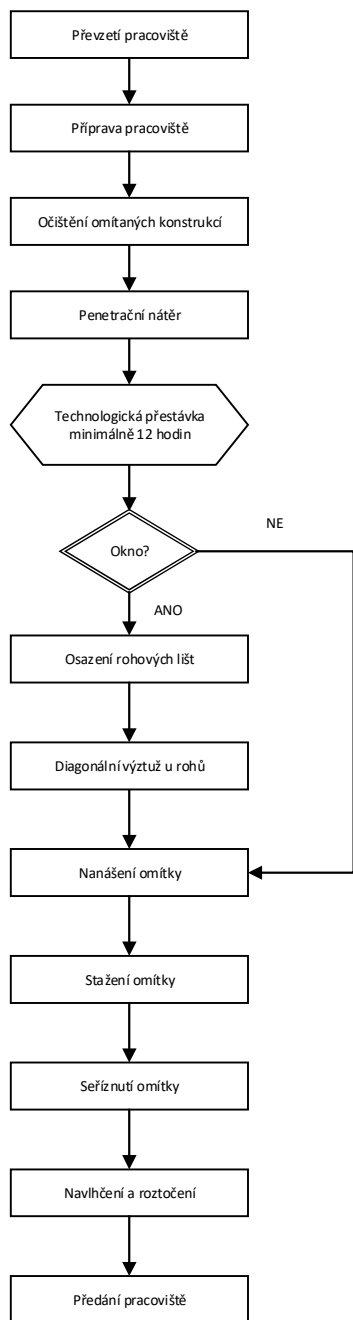 Převzetí pracoviště
Příprava pracoviště
Očištění omítaných konstrukcí
Penetrační nátěr
Technologická přestávka
minimálně 12 hodin
Okno?
NE
ANO
Osazení rohových lišt
Diagonální výztuž u rohů
Nanášení omítky
Stažení omítky
Seříznutí omítky
Navlhčení a roztočení
Předání pracoviště